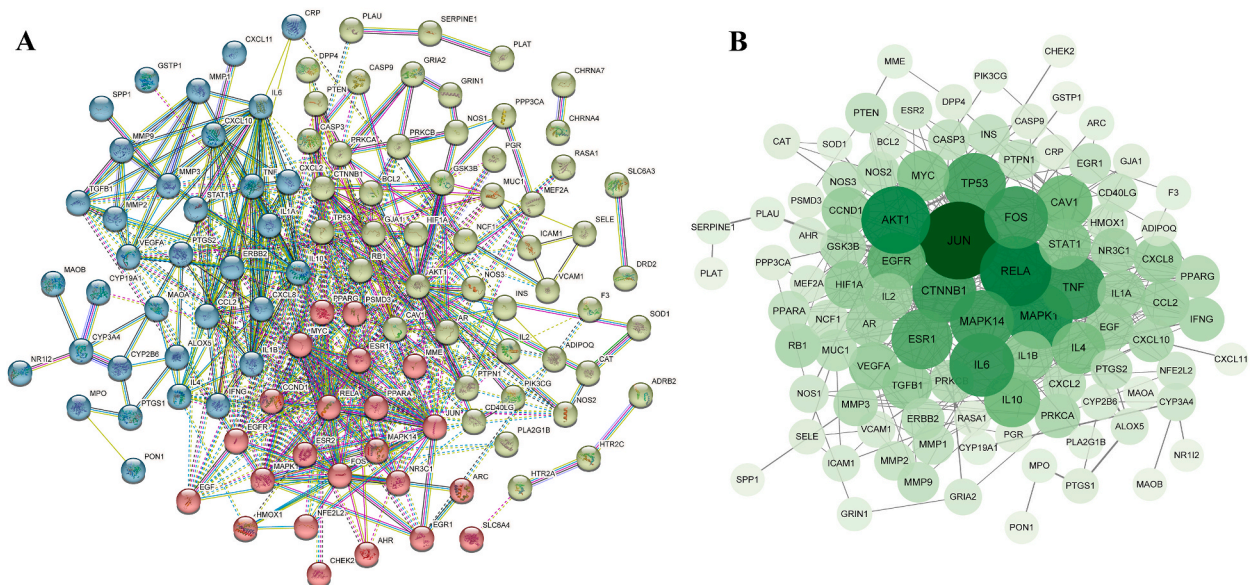 A
CRP
PLAU
SERPINE1
PLAT
CXCL11
GSTP1
MMP1
IL6
DPP4
CASP9
GRIA2
GRIN1
CHRNA7
SPP1
CXCL10
PTEN
PPP3CA
CASP3
PRKCA
PRKCB
NOS1
CHRNA4
MMP9
MMP3
TNF
CXCL2
CTNNB1
BCL2
GSK3B
PGR
RASA1
TGFB1
STAT1
IL1A
TP53
GJA1
HIF1A
MUC1
MEF2A
SLC6A3
MMP2
VEGFA
PTGS2
ERBB2
IL10
RB1
NCF1
ICAM1
SELE
AKT1
VCAM1
DRD2
MAOB
CYP19A1
MAOA
CCL2
CXCL8
PPARG
PSMD3
CAV1
NOS3
INS
F3
SOD1
CYP3A4
MYC
AR
IL2
ADIPOQ
NR1I2
CYP2B6
ALOX5
IL1B
ESR1
MME
PTPN1
CAT
MPO
PTGS1
IL4
IFNG
CCND1
RELA
PPARA
JUN
CD40LG
PIK3CG
NOS2
ADRB2
PLA2G1B
PON1
EGFR
ESR2
MAPK14
HTR2C
MAPK1
FOS
NR3C1
HTR2A
EGF
ARC
HMOX1
NFE2L2
EGR1
SLC6A4
AHR
CHEK2
B
CHEK2
MME
PIK3CG
GSTP1
PTEN
ESR2
DPP4
CASP9
ARC
CAT
SOD1
BCL2
CASP3
INS
CRP
EGR1
GJA1
NOS3
NOS2
MYC
TP53
PTPN1
CD40LG
F3
PSMD3
CCND1
AKT1
FOS
CAV1
HMOX1
ADIPOQ
SERPINE1
PLAU
AHR
GSK3B
JUN
STAT1
NR3C1
CXCL8
PLAT
PPP3CA
EGFR
RELA
PPARG
MEF2A
HIF1A
IL2
CTNNB1
TNF
IL1A
CCL2
PPARA
NCF1
AR
MAPK14
MAPK1
EGF
IFNG
RB1
MUC1
ESR1
IL1B
IL4
CXCL10
CXCL11
VEGFA
IL6
PTGS2
NFE2L2
NOS1
TGFB1
CXCL2
CYP2B6
MAOA
CYP3A4
MMP3
IL10
PRKCA
ERBB2
RASA1
SELE
VCAM1
MMP1
CYP19A1
PGR
PLA2G1B
ALOX5
NR1I2
SPP1
ICAM1
MMP2
MMP9
GRIA2
MPO
PTGS1
MAOB
GRIN1
PON1